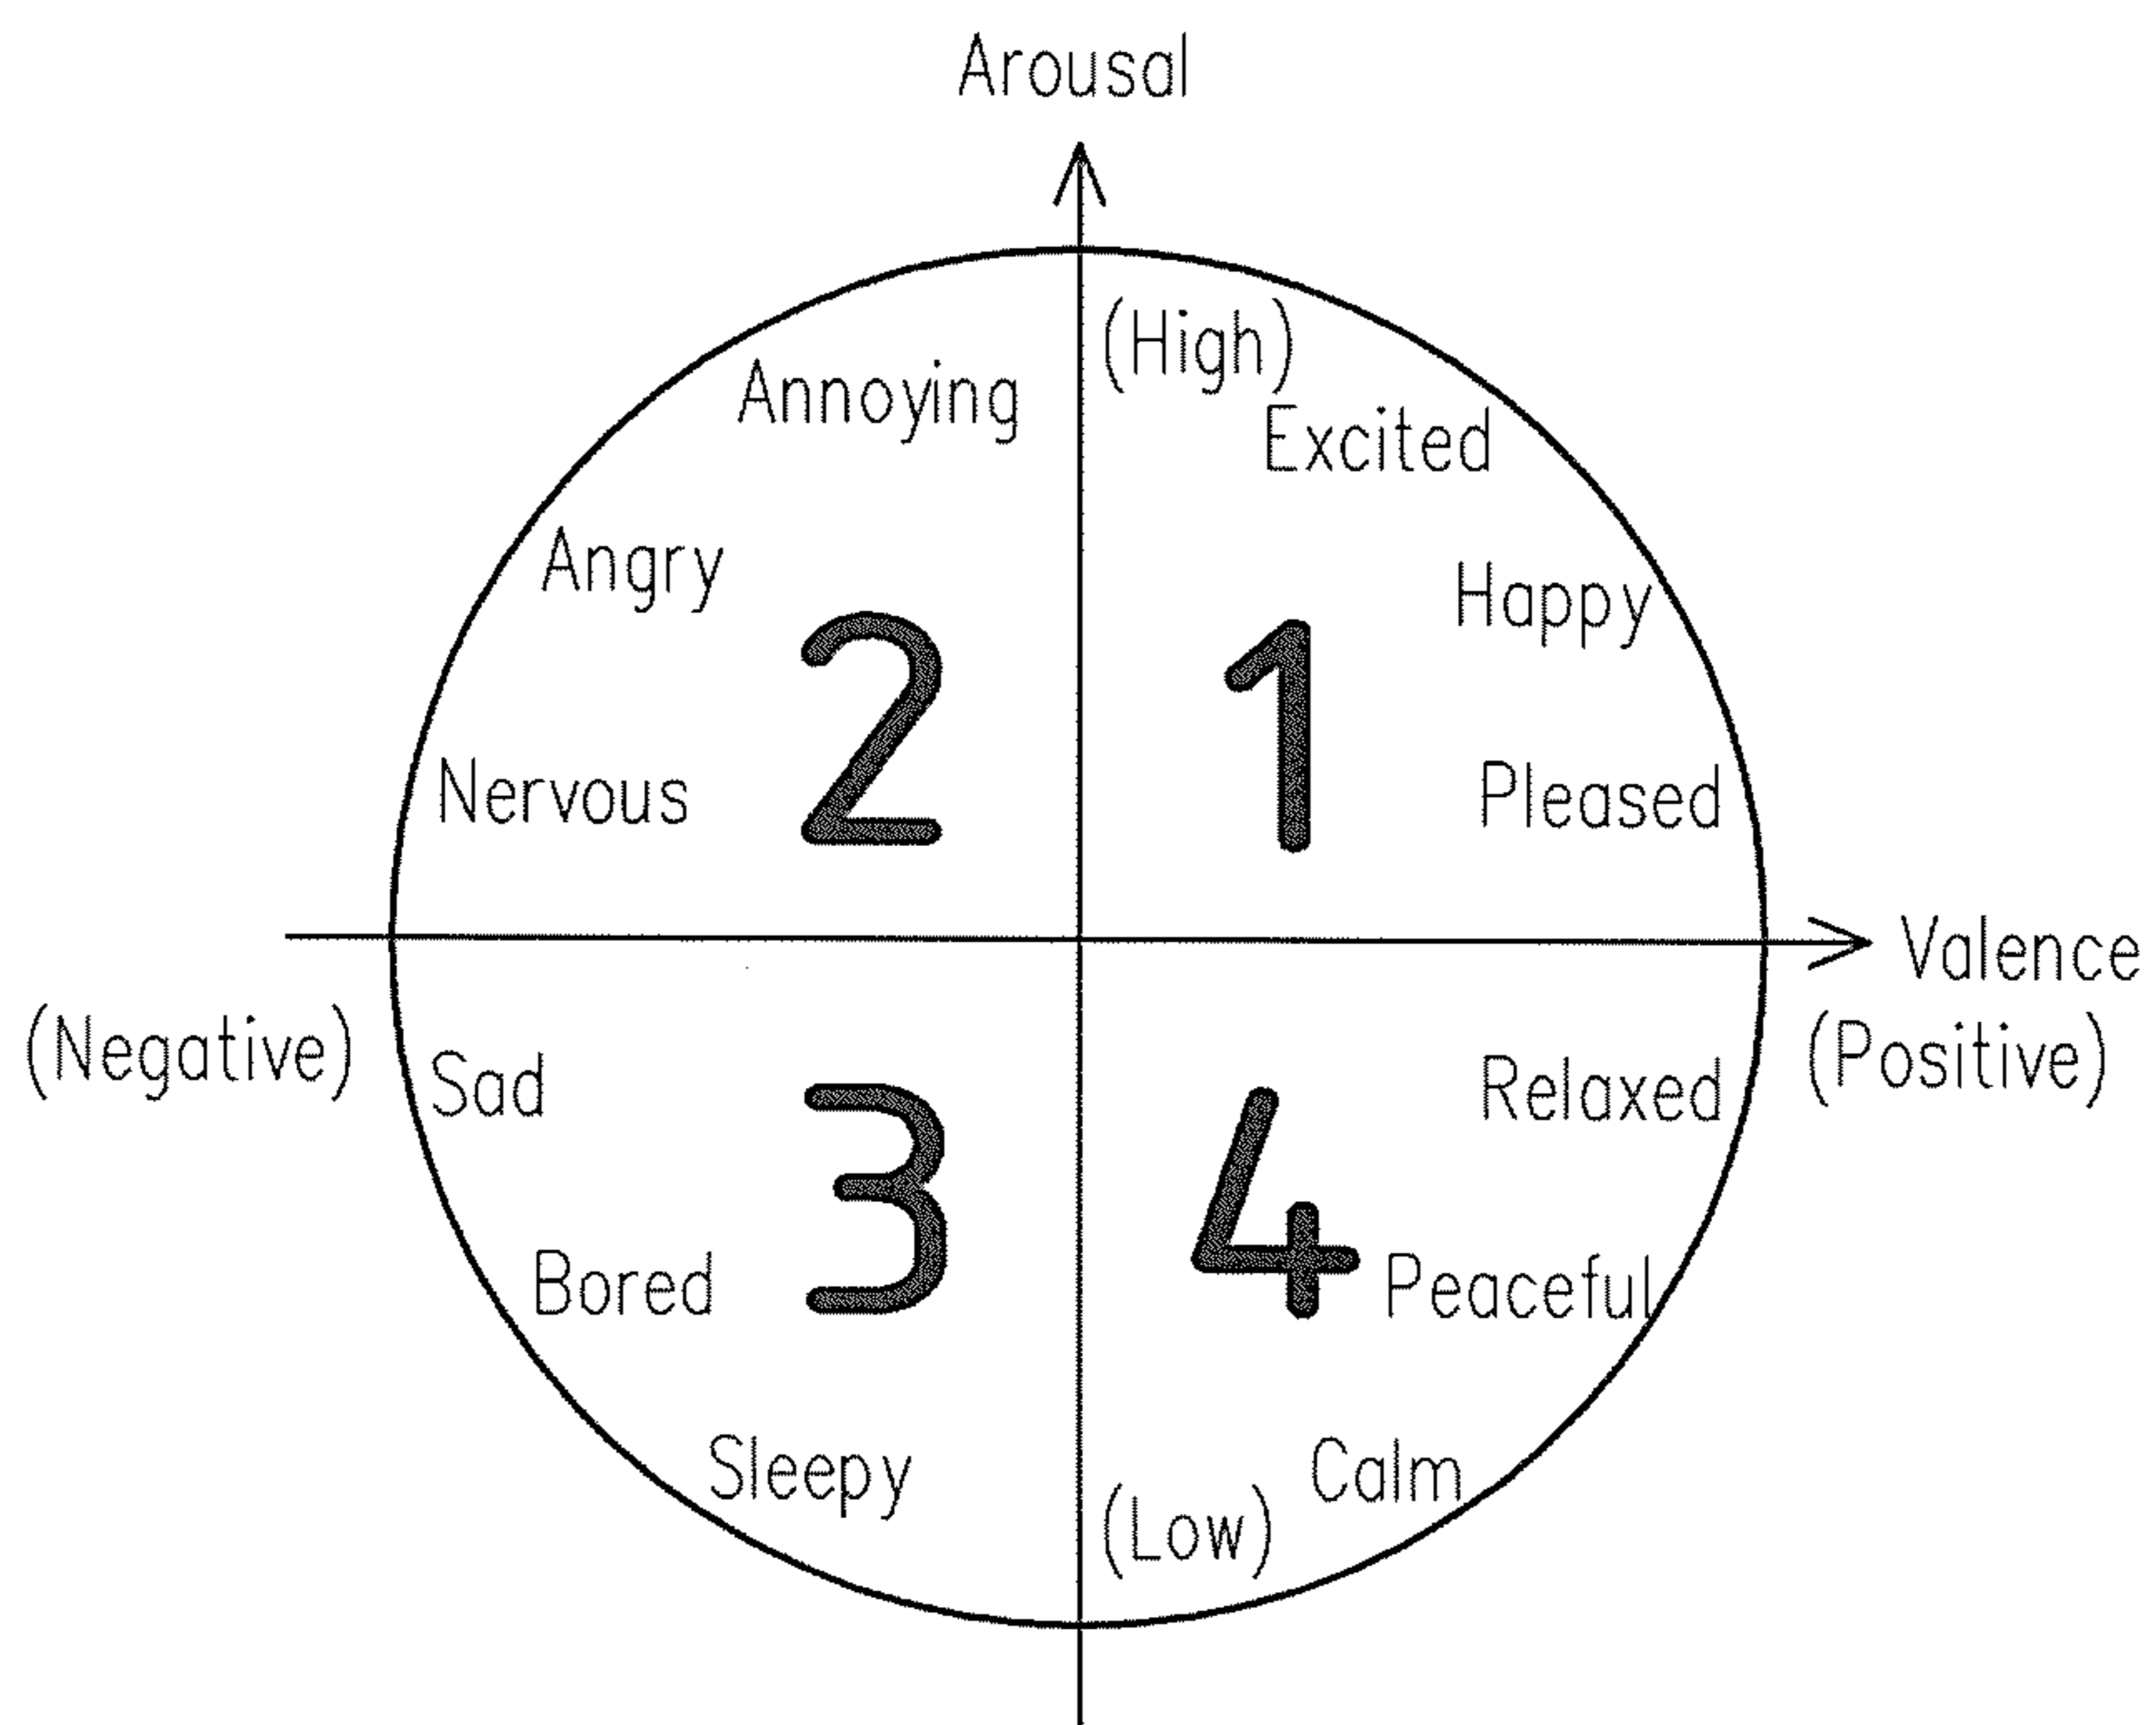 Arousal
(High)
Annoying
Excited
Angry
Happy
2
1
Nervous
Pleased
Valence
(Negative)
(Positive)
Sad
Relaxed
3
4
Bored
Peaceful
Sleepy
Calm
(Low)